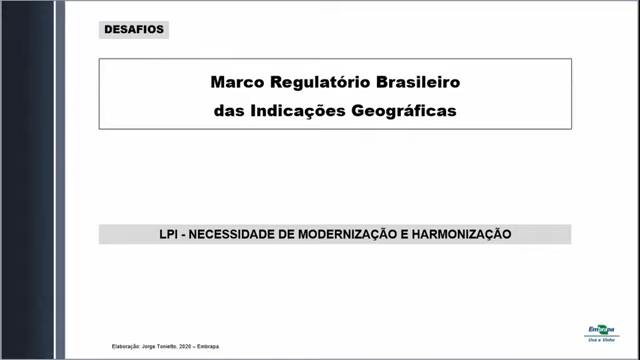 DESAFIOS
Marco Regulatório Brasileiro
das Indicações Geográficas
LPI - NECESSIDADE DE MODERNIZAÇÃO E HARMONIZAÇÃO
Embrapa
Uva e Vinho
Elaboração: Jorge Tonietto, 2020 – Embrapa.